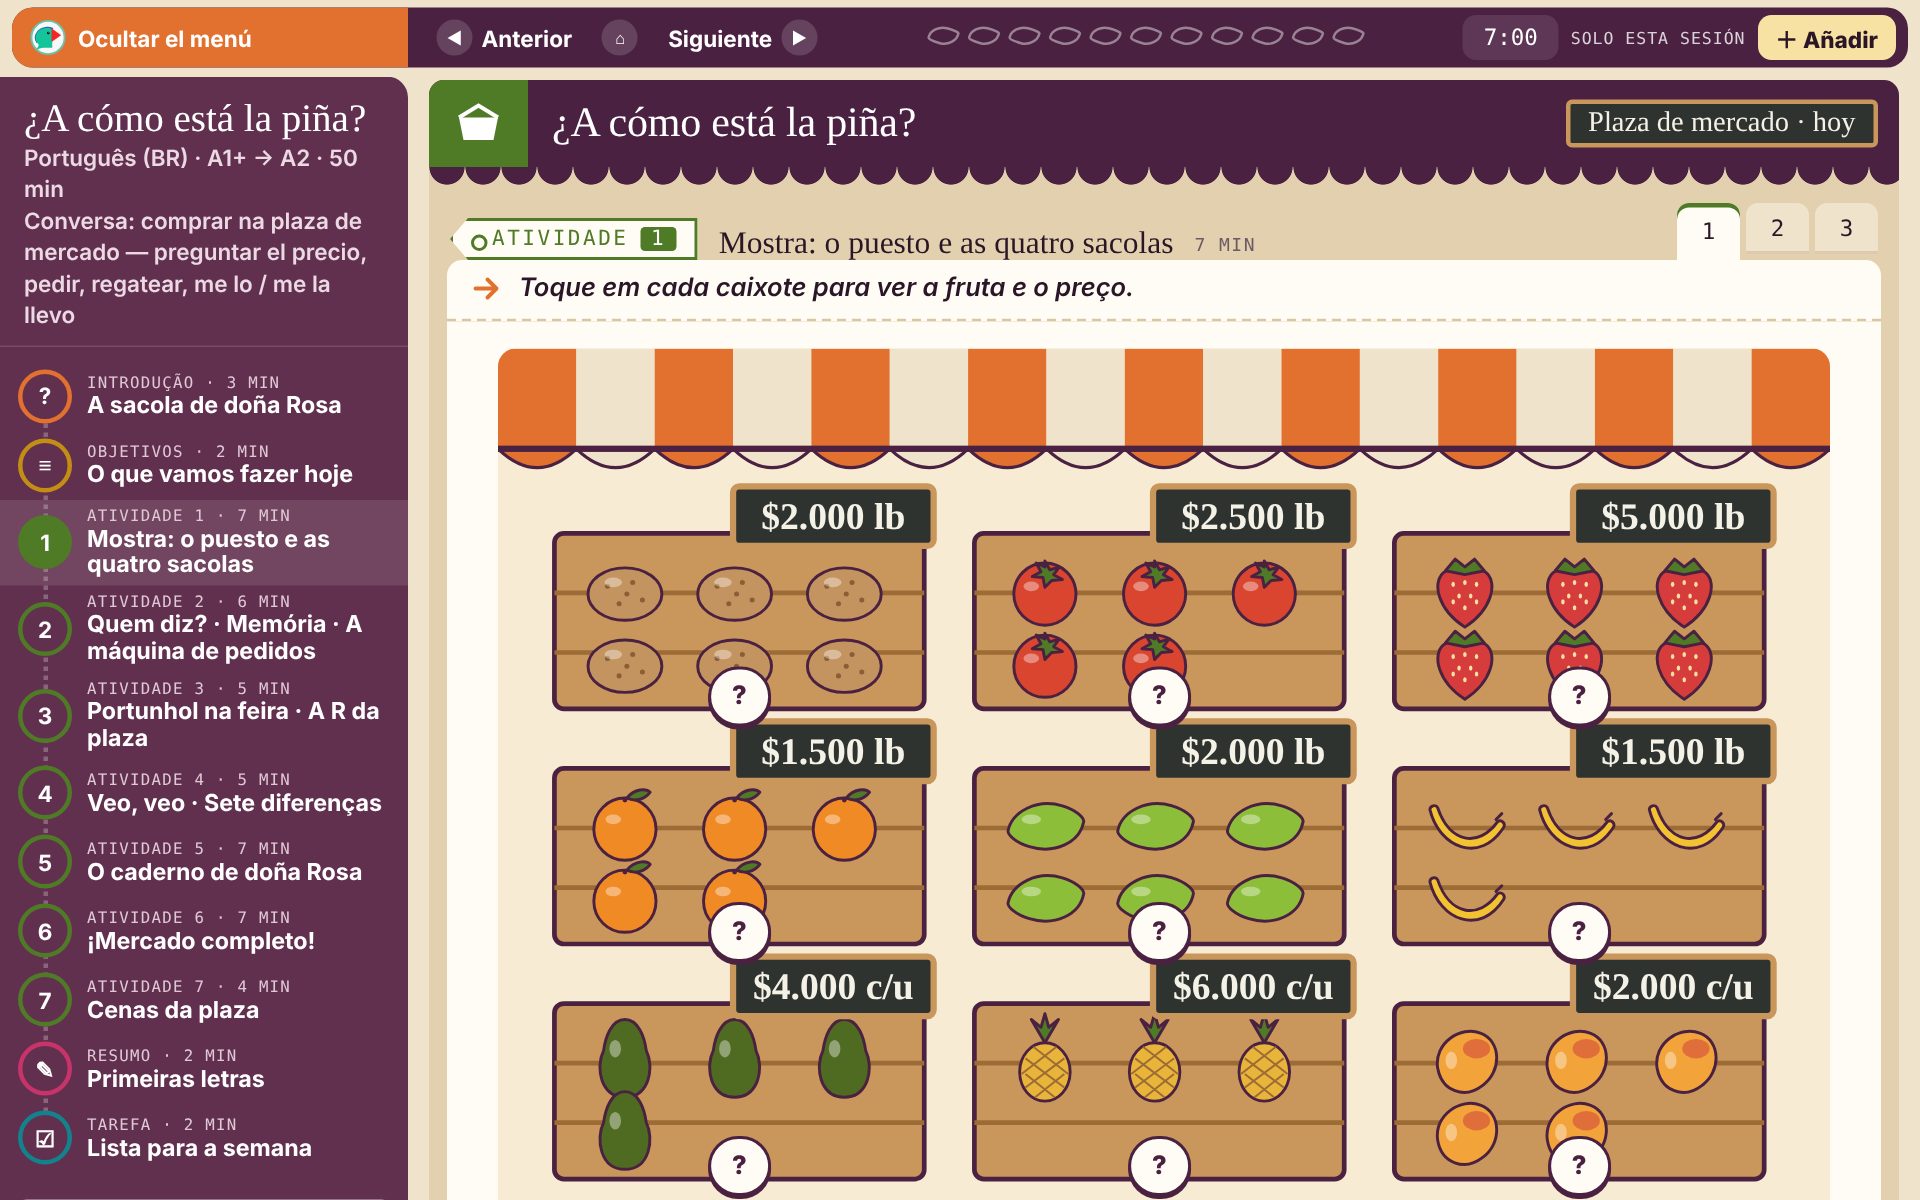 Ocultar el menú
Anterior
Siguiente
7:00
SOLO ESTA SESIÓN
+ Añadir
¿A cómo está la piña?
Português (BR) · A1+ → A2 · 50
min
Conversa: comprar na plaza de
mercado — preguntar el precio,
pedir, regatear, me lo / me la
llevo
?
INTRODUÇÃO · 3 MIN
A sacola de doña Rosa
OBJETIVOS · 2 MIN
O que vamos fazer hoje
1
ATIVIDADE 1 · 7 MIN
Mostra: o puesto e as
quatro sacolas
2
ATIVIDADE 2 · 6 MIN
Quem diz? · Memória · A
máquina de pedidos
3
ATIVIDADE 3 · 5 MIN
Portunhol na feira · A R da
plaza
4
ATIVIDADE 4 · 5 MIN
Veo, veo · Sete diferenças
5
ATIVIDADE 5 · 7 MIN
O caderno de doña Rosa
6
ATIVIDADE 6 · 7 MIN
¡Mercado completo!
7
ATIVIDADE 7 · 4 MIN
Cenas da plaza
RESUMO · 2 MIN
Primeiras letras
TAREFA · 2 MIN
Lista para a semana
¿A cómo está la piña?
Plaza de mercado · hoy
ATIVIDADE 1
Mostra: o puesto e as quatro sacolas
7 MIN
1 2 3
→ Toque em cada caixote para ver a fruta e o preço.
$2.000 lb
$2.500 lb
$5.000 lb
? ? ?
$1.500 lb
$2.000 lb
$1.500 lb
? ? ?
$4.000 c/u
$6.000 c/u
$2.000 c/u
? ? ?